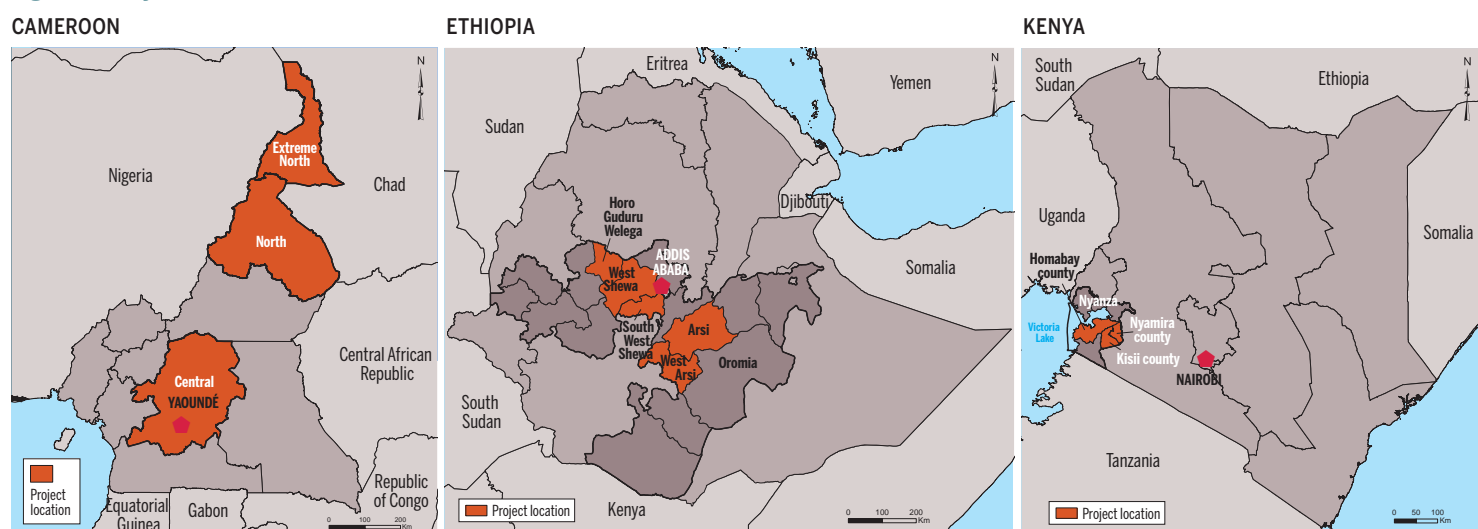 CAMEROON
N
Extreme
North
Nigeria
Chad
North
Central African
Republic
Central
YAOUNDÉ
Project
location
Equatorial
Guinea
Gabon
Republic
of Congo
0 100 200
Km
ETHIOPIA
N
Eritrea
Yemen
Sudan
Djibouti
Horo
Guduru
Welega
ADDIS
ABABA
West
Shewa
Somalia
JSouth
West
Shewa
Arsi
West
Arsi
Oromia
South
Sudan
Project location
Kenya
0 100 200
Km
KENYA
N
South
Sudan
Ethiopia
Uganda
Somalia
Homabay
county
Nyanza
Victoria
Lake
Nyamira
county
Kisii county
NAIROBI
Tanzania
Project location
0 50 100
Km